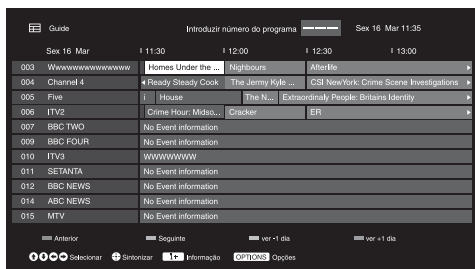 Guide Introduzir número do programa Sex 16 Mar 11:35
Sex 16 Mar 11:30 12:00 12:30 13:00
003 Wwwwwwwwwwwwww Homes Under the ... Nighbours Afterlife
004 Channel 4 Ready Steady Cook The Jermy Kyle ... CSI NewYork: Crime Scene Investigations
005 Five i House The N... Extraordinaly People: Britains Identity
006 ITV2 Crime Hour: Midso... Cracker ER
007 BBC TWO No Event information
009 BBC FOUR No Event information
010 ITV3 WWWWWWW
011 SETANTA No Event information
012 BBC NEWS No Event information
014 ABC NEWS No Event information
015 MTV No Event information
Anterior Seguinte ver -1 dia ver +1 dia
Selecionar Sintonizar i+ Informação OPTIONS Opções